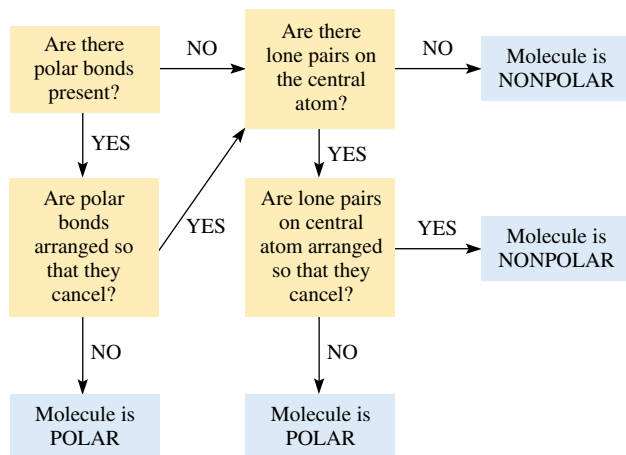 Are there
polar bonds
present?
NO
Are there
lone pairs on
the central
atom?
NO
Molecule is
NONPOLAR
YES
YES
YES
Are polar
bonds
arranged so
that they
cancel?
Are lone pairs
on central
atom arranged
so that they
cancel?
YES
Molecule is
NONPOLAR
NO
NO
Molecule is
POLAR
Molecule is
POLAR